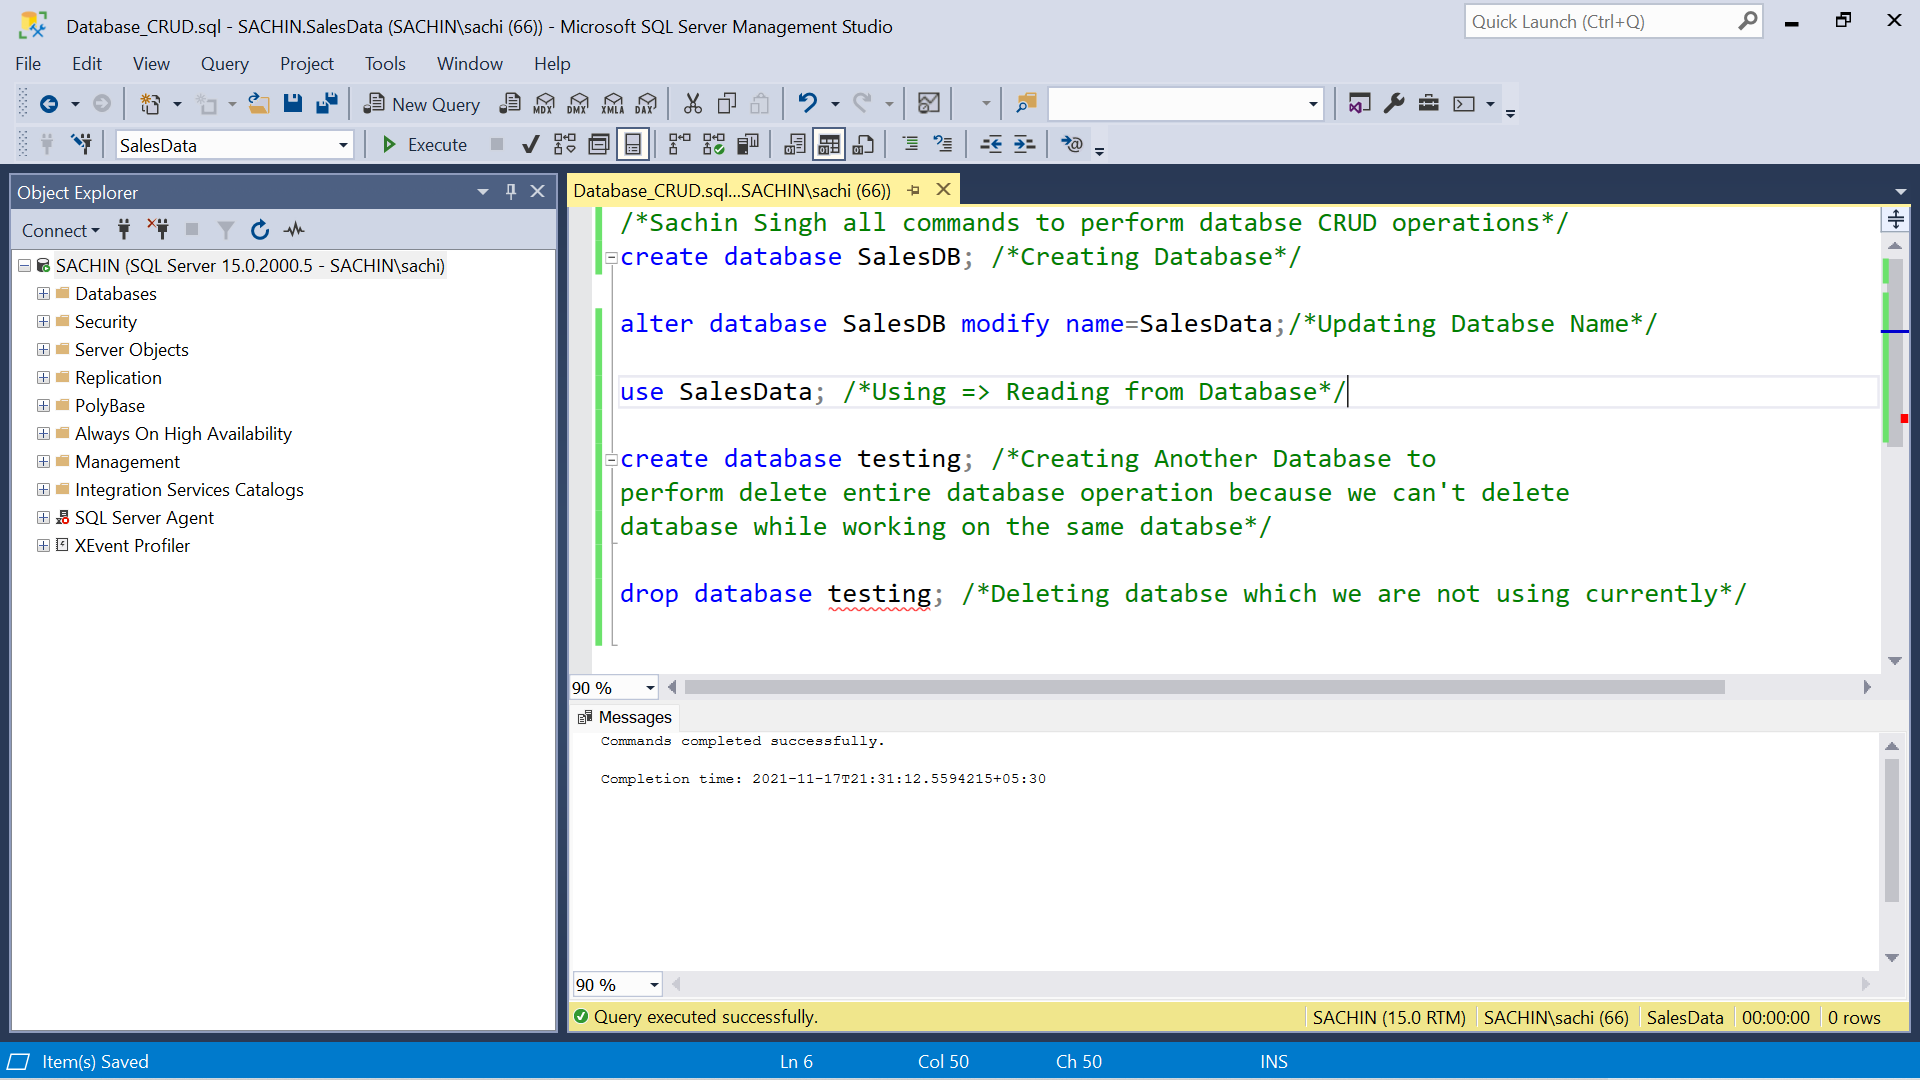 Database_CRUD.sql - SACHIN.SalesData (SACHIN\sachi (66)) - Microsoft SQL Server Management Studio
Quick Launch (Ctrl+Q)
File Edit View Query Project Tools Window Help
New Query MDX DMX XMLA DAX
SalesData Execute
Object Explorer
Connect
SACHIN (SQL Server 15.0.2000.5 - SACHIN\sachi)
Databases
Security
Server Objects
Replication
PolyBase
Always On High Availability
Management
Integration Services Catalogs
SQL Server Agent
XEvent Profiler
Database_CRUD.sql...SACHIN\sachi (66))
/*Sachin Singh all commands to perform databse CRUD operations*/
create database SalesDB; /*Creating Database*/
alter database SalesDB modify name=SalesData;/*Updating Databse Name*/
use SalesData; /*Using => Reading from Database*/
create database testing; /*Creating Another Database to
perform delete entire database operation because we can't delete
database while working on the same databse*/
drop database testing; /*Deleting databse which we are not using currently*/
90 %
Messages
Commands completed successfully.
Completion time: 2021-11-17T21:31:12.5594215+05:30
90 %
Query executed successfully. SACHIN (15.0 RTM) SACHIN\sachi (66) SalesData 00:00:00 0 rows
Item(s) Saved Ln 6 Col 50 Ch 50 INS